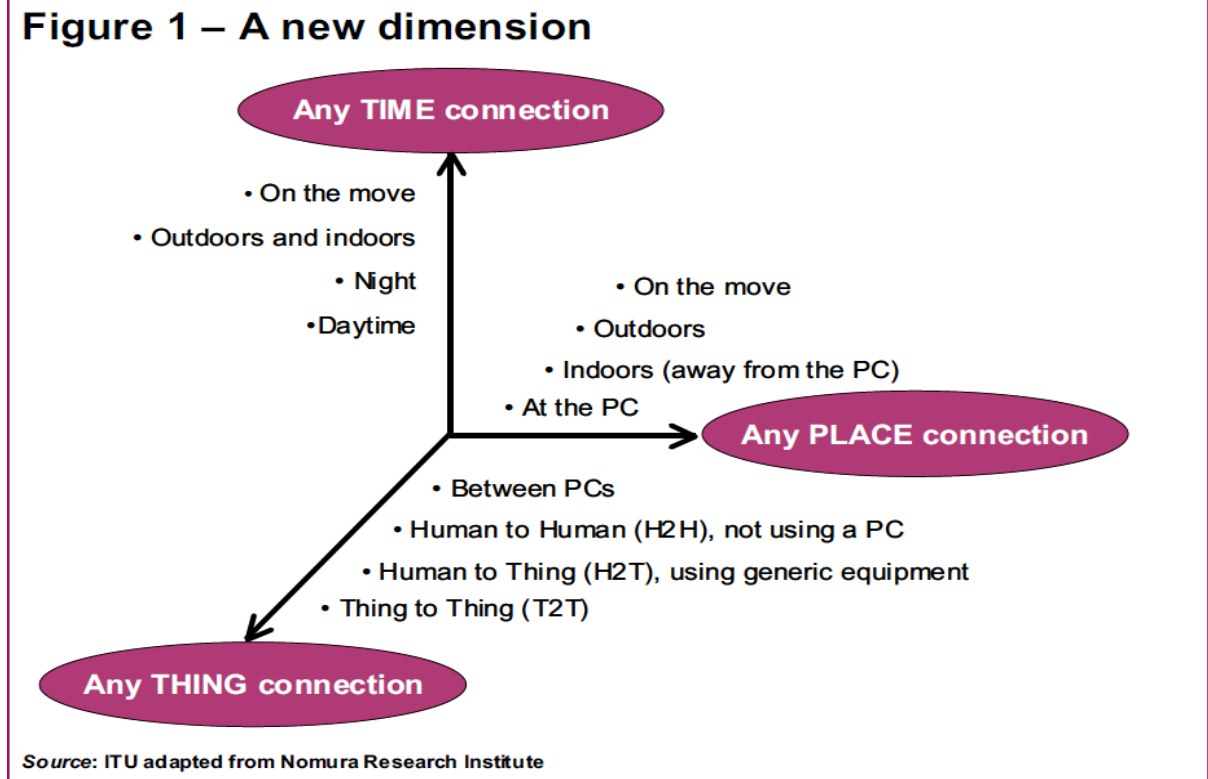 Figure 1 – A new dimension
Any TIME connection
• On the move
• Outdoors and indoors
• Night
•Daytime
• On the move
• Outdoors
• Indoors (away from the PC)
• At the PC
Any PLACE connection
• Between PCs
• Human to Human (H2H), not using a PC
• Human to Thing (H2T), using generic equipment
• Thing to Thing (T2T)
Any THING connection
Source: ITU adapted from Nomura Research Institute